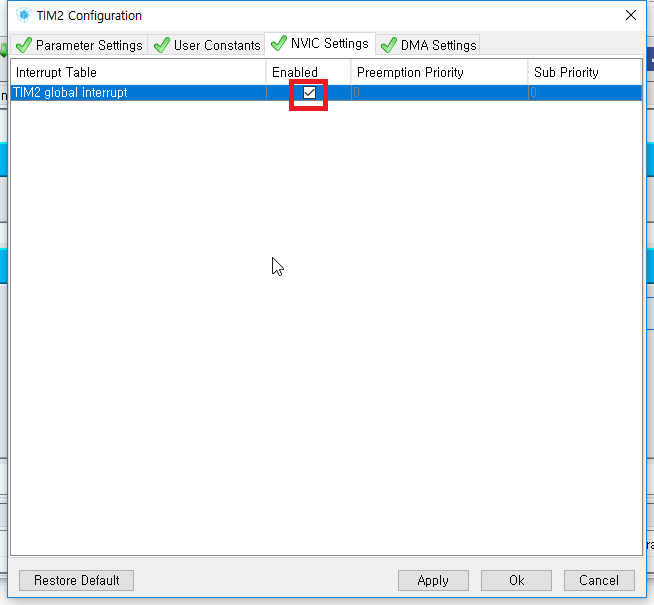 TIM2 Configuration
Parameter Settings User Constants NVIC Settings DMA Settings
Interrupt Table Enabled Preemption Priority Sub Priority
TIM2 global interrupt 0 0
Restore Default Apply Ok Cancel